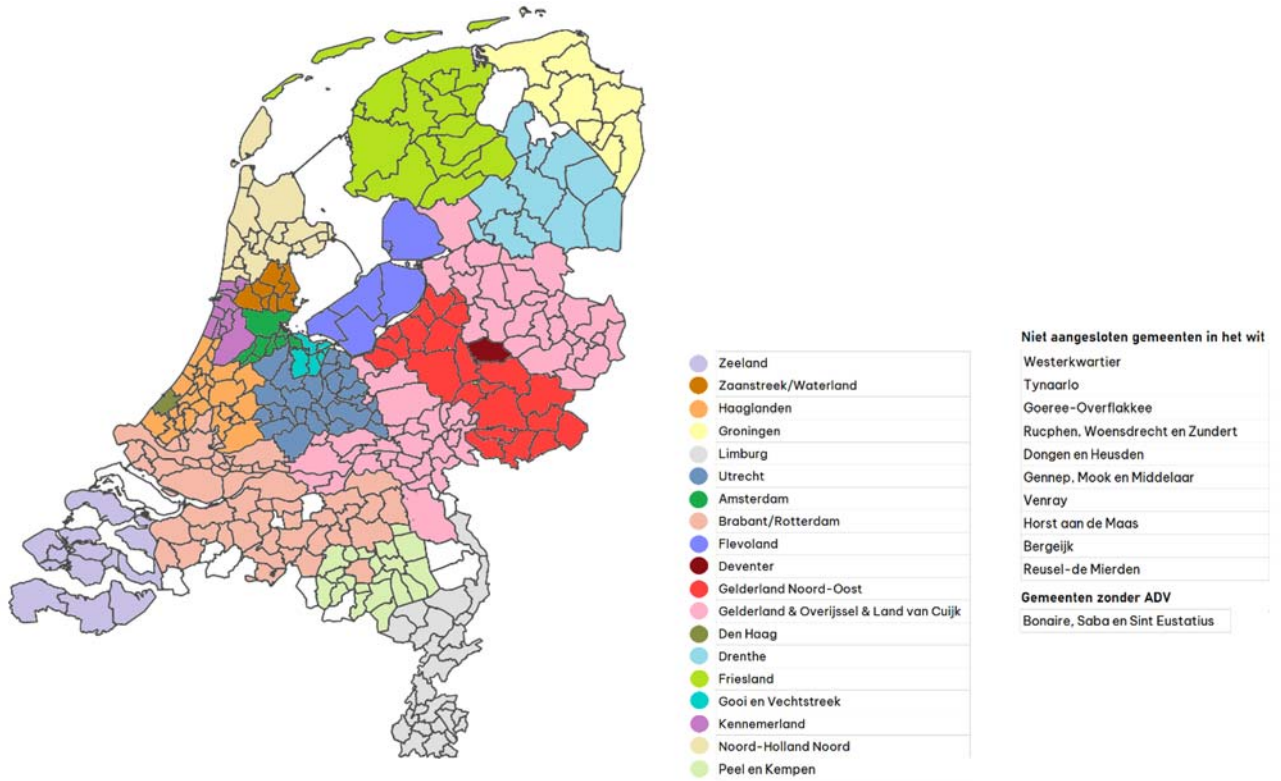 Zeeland
Zaanstreek/Waterland
Haaglanden
Groningen
Limburg
Utrecht
Amsterdam
Brabant/Rotterdam
Flevoland
Deventer
Gelderland Noord-Oost
Gelderland & Overijssel & Land van Cuijk
Den Haag
Drenthe
Friesland
Gooi en Vechtstreek
Kennemerland
Noord-Holland Noord
Peel en Kempen
Niet aangesloten gemeenten in het wit
Westerkwartier
Tynaarlo
Goeree-Overflakkee
Rucphen, Woensdrecht en Zundert
Dongen en Heusden
Gennep, Mook en Middelaar
Venray
Horst aan de Maas
Bergeijk
Reusel-de Mierden
Gemeenten zonder ADV
Bonaire, Saba en Sint Eustatius